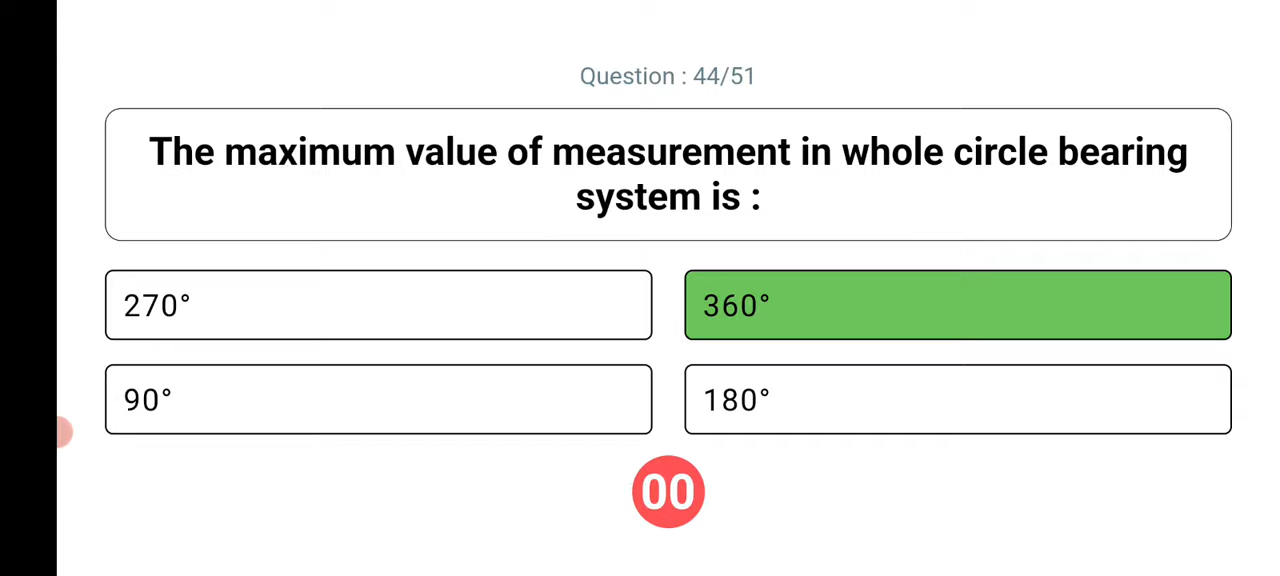 Question : 44/51
The maximum value of measurement in whole circle bearing
system is :
270°
360°
90°
180°
00